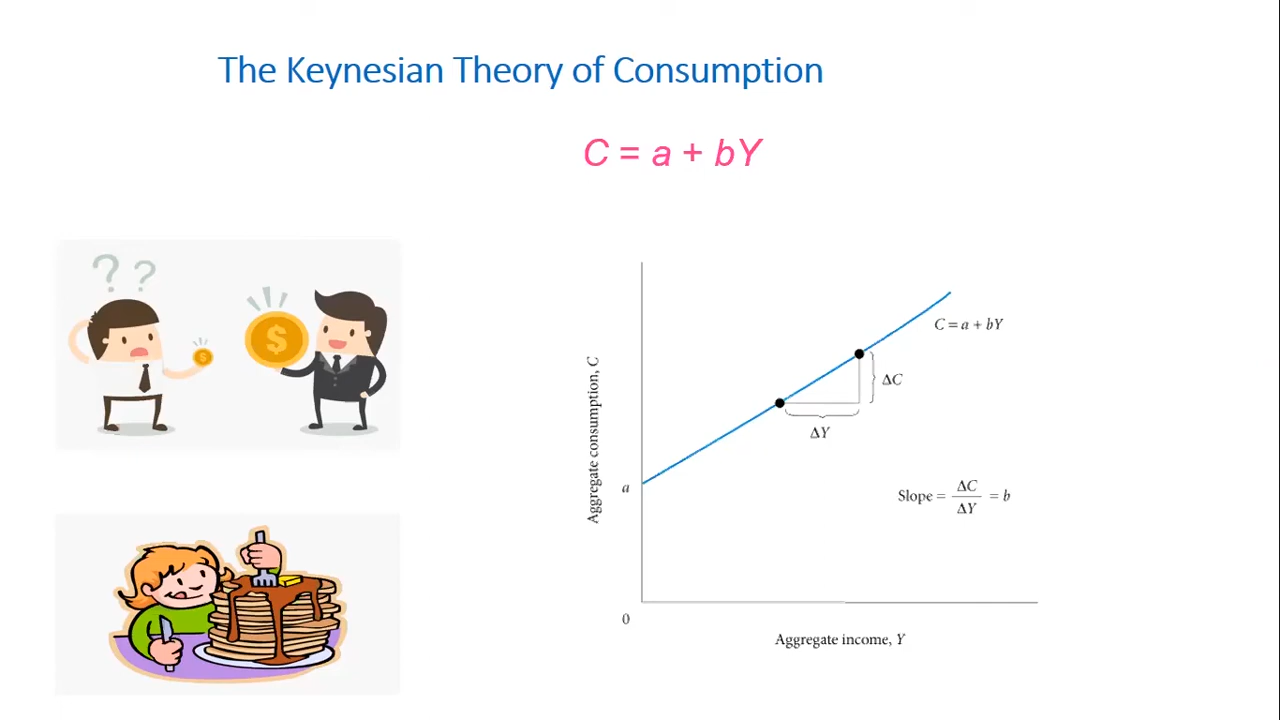 The Keynesian Theory of Consumption
C = a + bY
? ?
$
$
Aggregate consumption, C
C = a + bY
ΔC
ΔY
a
Slope = ΔC/ΔY = b
0
Aggregate income, Y